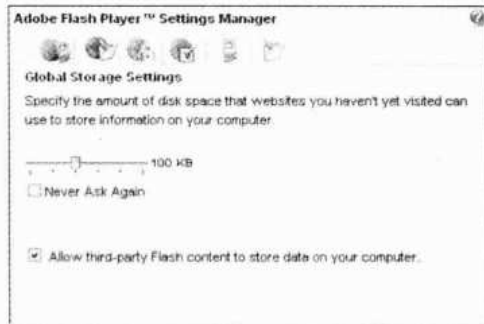 Adobe Flash Player™ Settings Manager
Global Storage Settings
Specify the amount of disk space that websites you haven't yet visited can
use to store information on your computer.
100 KB
Never Ask Again
Allow third-party Flash content to store data on your computer.